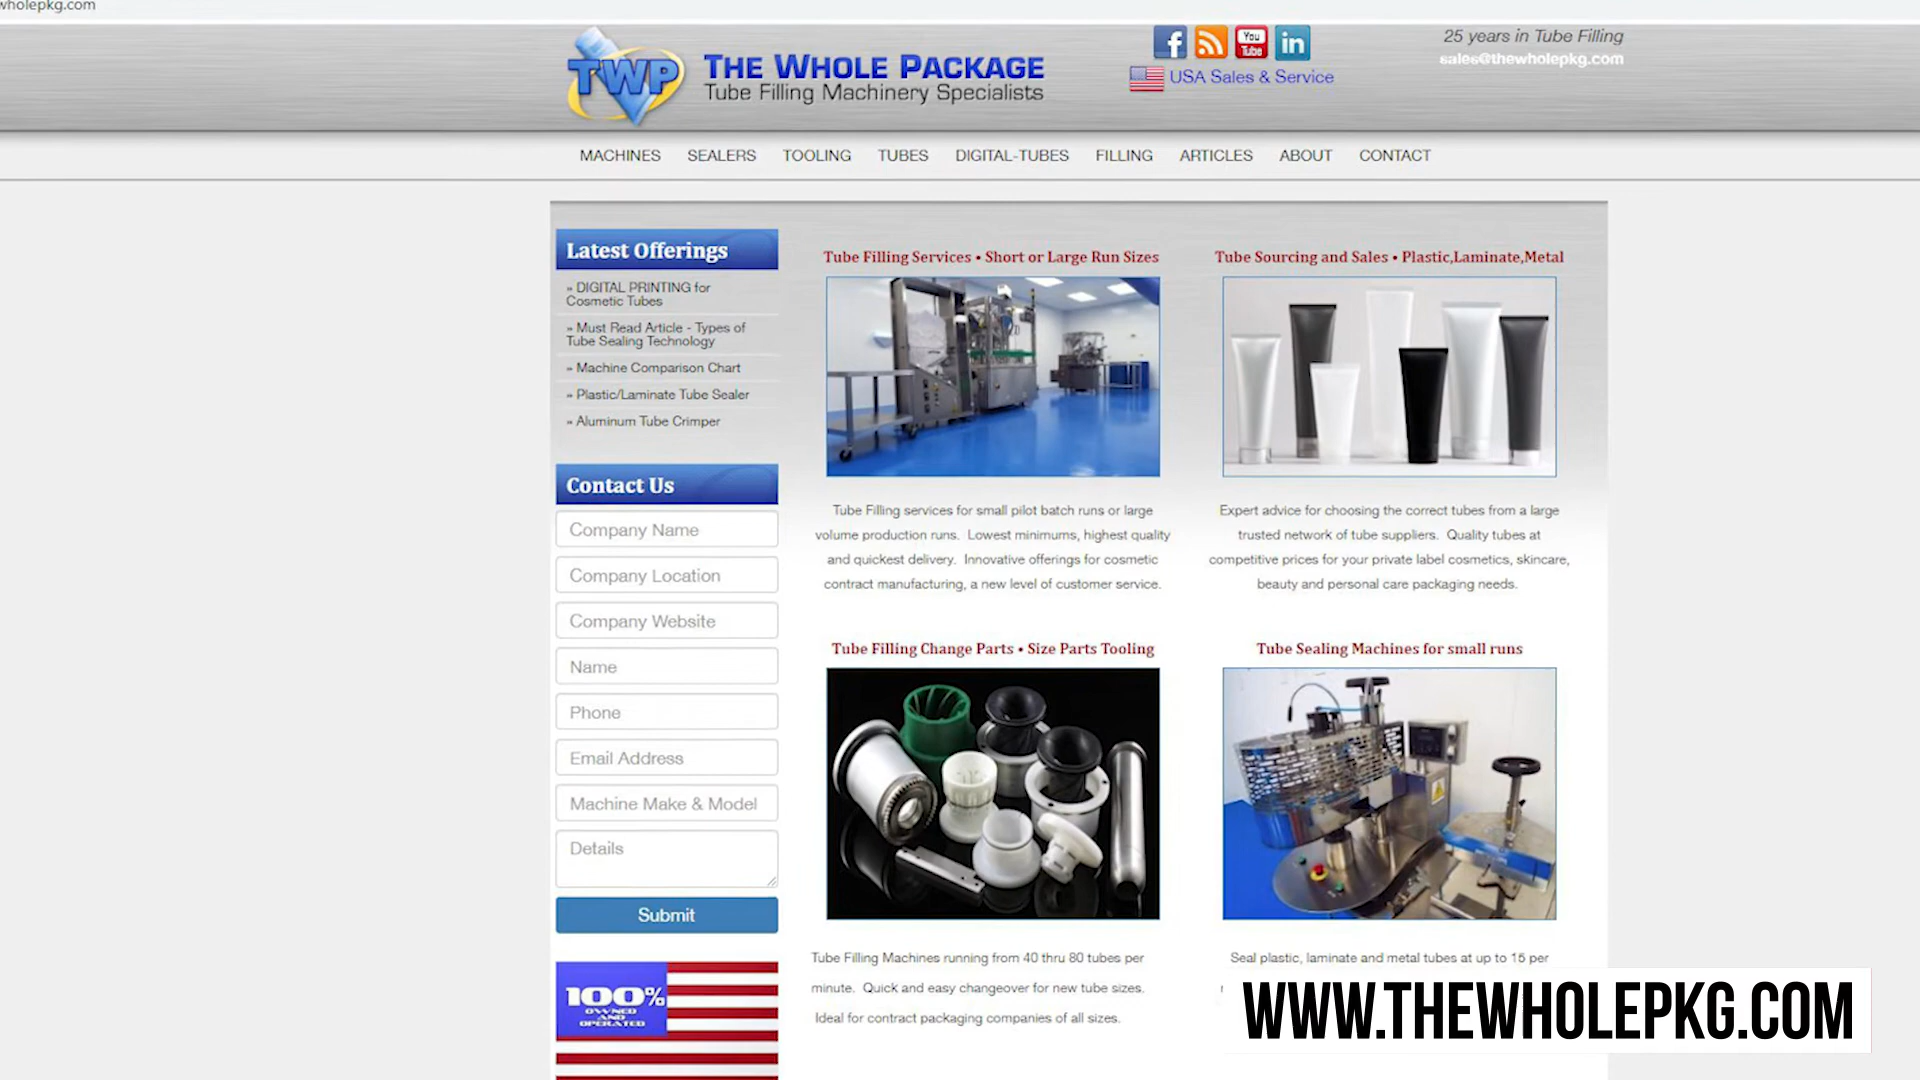 wholepkg.com
TWP
THE WHOLE PACKAGE
Tube Filling Machinery Specialists
f
You
Tube
in
USA Sales & Service
25 years in Tube Filling
sales@thewholepkg.com
MACHINES SEALERS TOOLING TUBES DIGITAL-TUBES FILLING ARTICLES ABOUT CONTACT
Latest Offerings
» DIGITAL PRINTING for
Cosmetic Tubes
» Must Read Article - Types of
Tube Sealing Technology
» Machine Comparison Chart
» Plastic/Laminate Tube Sealer
» Aluminum Tube Crimper
Contact Us
Company Name
Company Location
Company Website
Name
Phone
Email Address
Machine Make & Model
Details
Submit
100%
OWNED
AND
OPERATED
Tube Filling Services • Short or Large Run Sizes
Tube Filling services for small pilot batch runs or large
volume production runs. Lowest minimums, highest quality
and quickest delivery. Innovative offerings for cosmetic
contract manufacturing, a new level of customer service.
Tube Sourcing and Sales • Plastic,Laminate,Metal
Expert advice for choosing the correct tubes from a large
trusted network of tube suppliers. Quality tubes at
competitive prices for your private label cosmetics, skincare,
beauty and personal care packaging needs.
Tube Filling Change Parts • Size Parts Tooling
Tube Filling Machines running from 40 thru 80 tubes per
minute. Quick and easy changeover for new tube sizes.
Ideal for contract packaging companies of all sizes.
Tube Sealing Machines for small runs
Seal plastic, laminate and metal tubes at up to 15 per
WWW.THEWHOLEPKG.COM